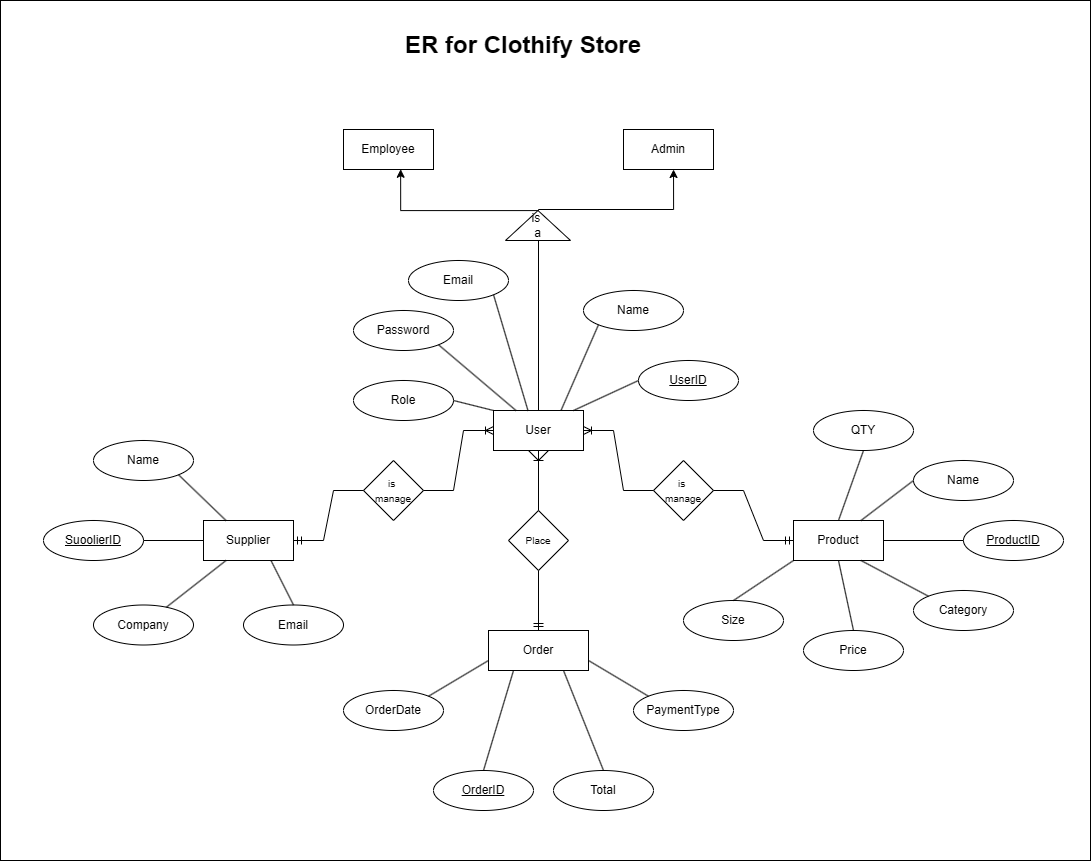 ER for Clothify Store
Employee
Admin
is
a
Email
Name
Password
UserID
Role
User
QTY
Name
is
manage
is
manage
Name
SuoolierID
Supplier
Place
Product
ProductID
Company
Email
Size
Category
Order
Price
OrderDate
PaymentType
OrderID
Total